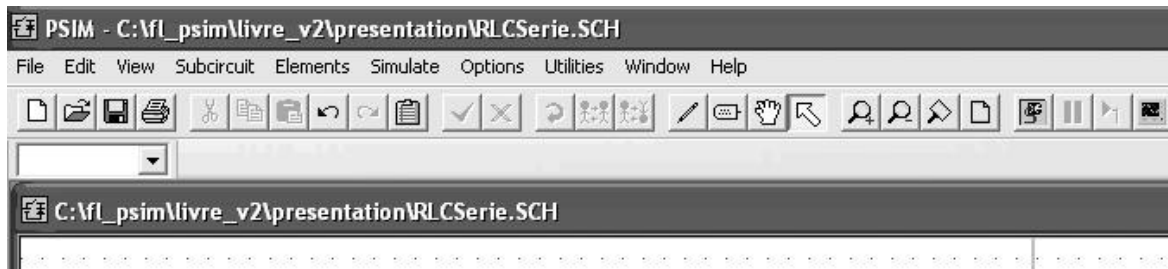 PSIM - C:\fl_psim\livre_v2\presentation\RLCSerie.SCH
File Edit View Subcircuit Elements Simulate Options Utilities Window Help
C:\fl_psim\livre_v2\presentation\RLCSerie.SCH